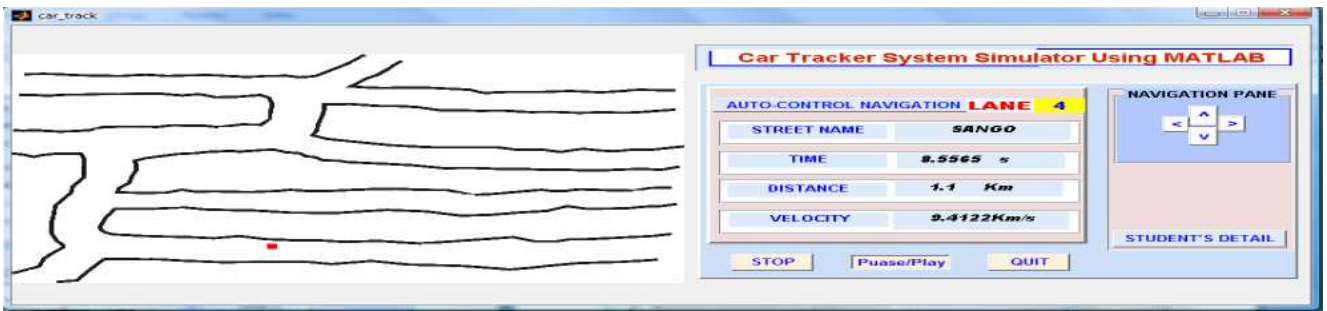 car_track
Car Tracker System Simulator Using MATLAB
AUTO-CONTROL NAVIGATION LANE 4
STREET NAME SANGO
TIME 8.5565 s
DISTANCE 1.1 Km
VELOCITY 9.4122Km/s
STOP Puase/Play QUIT
NAVIGATION PANE
^
< >
v
STUDENT'S DETAIL